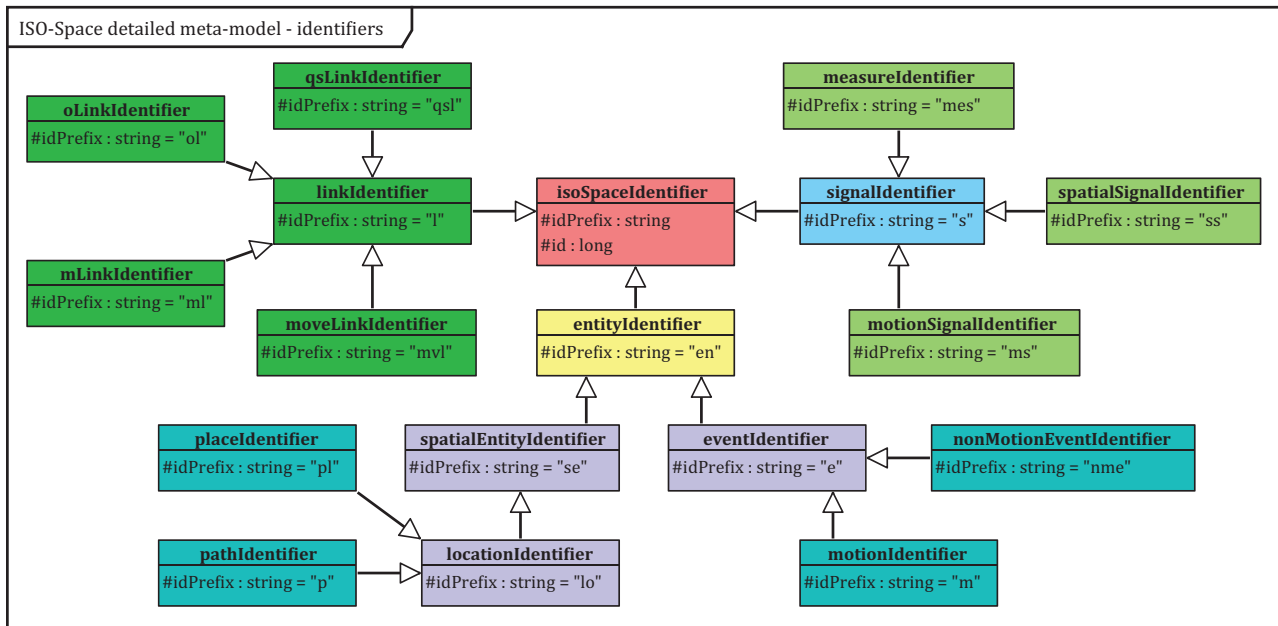 ISO-Space detailed meta-model - identifiers
qsLinkIdentifier
#idPrefix : string = "qsl"
measureIdentifier
#idPrefix : string = "mes"
oLinkIdentifier
#idPrefix : string = "ol"
linkIdentifier
#idPrefix : string = "l"
isoSpaceIdentifier
#idPrefix : string
#id : long
signalIdentifier
#idPrefix : string = "s"
spatialSignalIdentifier
#idPrefix : string = "ss"
mLinkIdentifier
#idPrefix : string = "ml"
moveLinkIdentifier
#idPrefix : string = "mvl"
entityIdentifier
#idPrefix : string = "en"
motionSignalIdentifier
#idPrefix : string = "ms"
placeIdentifier
#idPrefix : string = "pl"
spatialEntityIdentifier
#idPrefix : string = "se"
eventIdentifier
#idPrefix : string = "e"
nonMotionEventIdentifier
#idPrefix : string = "nme"
pathIdentifier
#idPrefix : string = "p"
locationIdentifier
#idPrefix : string = "lo"
motionIdentifier
#idPrefix : string = "m"